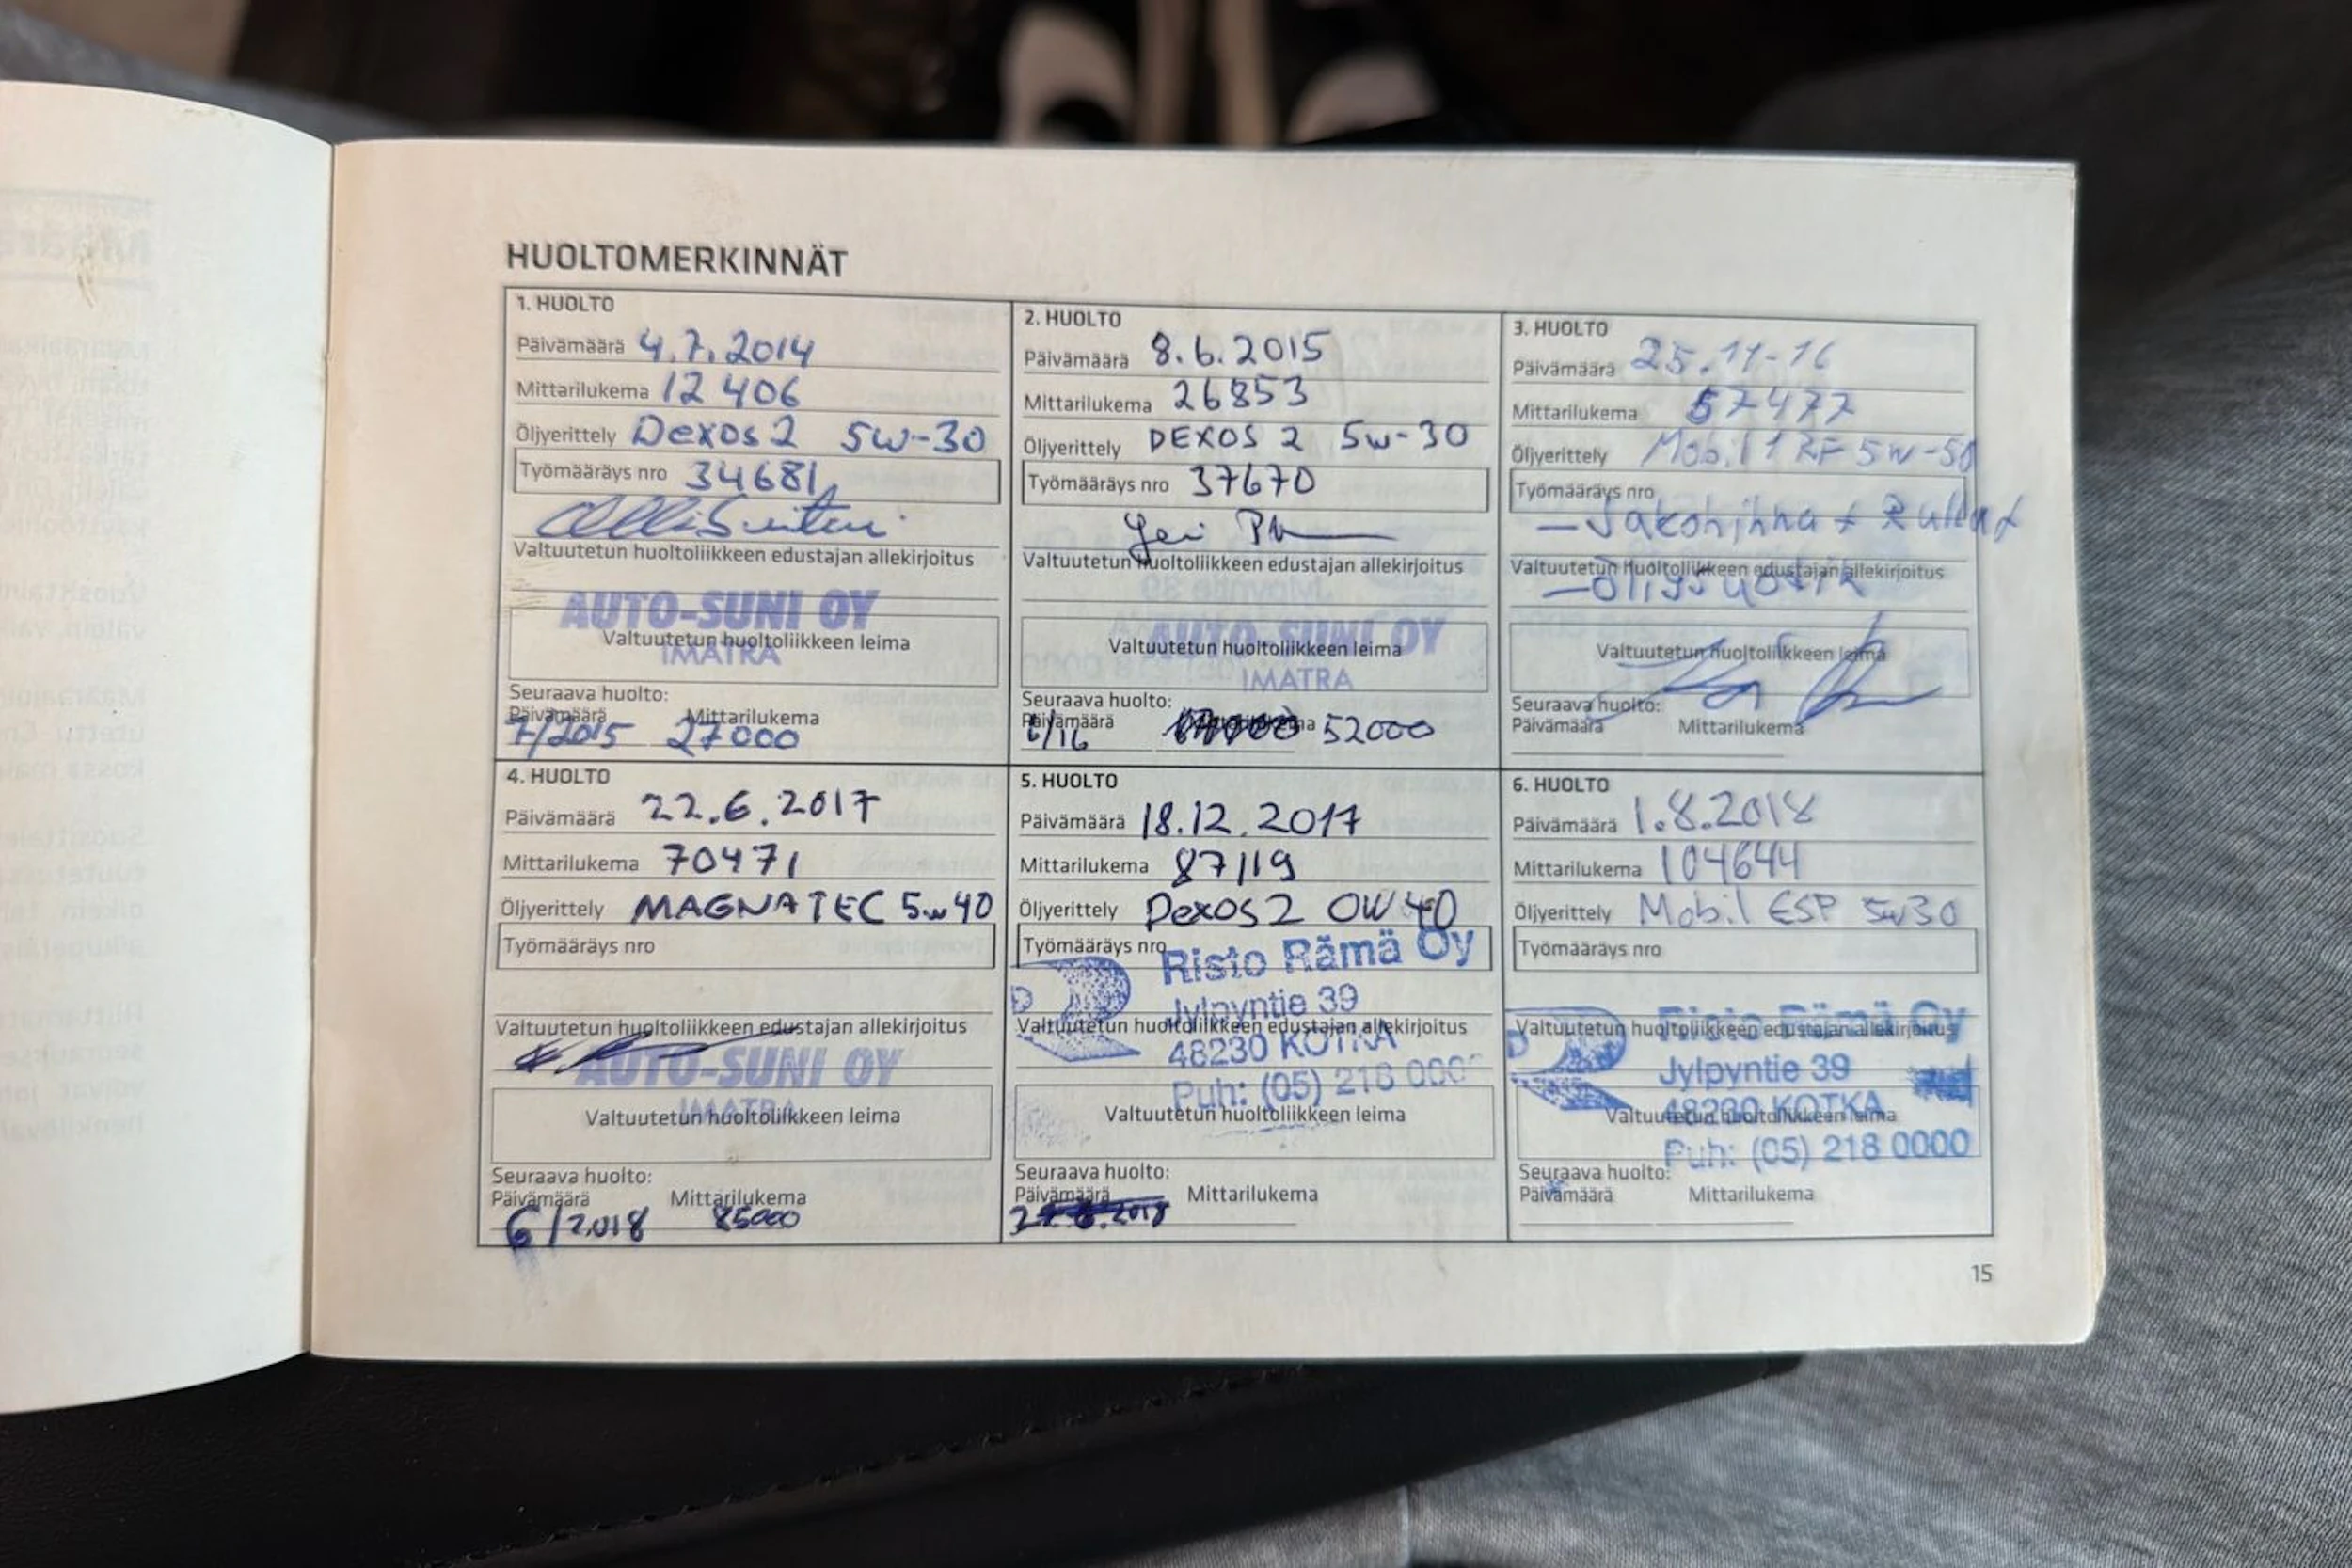 HUOLTOMERKINNÄT
1. HUOLTO
Päivämäärä 4.7.2014
Mittarilukema 12 406
Öljyerittely Dexos 2 5W-30
Työmääräys nro 34681
Valtuutetun huoltoliikkeen edustajan allekirjoitus
AUTO-SUNI OY
Valtuutetun huoltoliikkeen leima
IMATRA
Seuraava huolto:
Päivämäärä Mittarilukema
7/2015 27000
2. HUOLTO
Päivämäärä 8.6.2015
Mittarilukema 26853
Öljyerittely DEXOS 2 5W-30
Työmääräys nro 37670
Valtuutetun huoltoliikkeen edustajan allekirjoitus
AUTO-SUNI OY
Valtuutetun huoltoliikkeen leima
IMATRA
Seuraava huolto:
Päivämäärä Mittarilukema
6/16 52000
3. HUOLTO
Päivämäärä 25.11-16
Mittarilukema 57477
Öljyerittely Mobil 1 RF 5W-50
Työmääräys nro
- Jakohihna + Rullat
Valtuutetun huoltoliikkeen edustajan allekirjoitus
Valtuutetun huoltoliikkeen leima
Seuraava huolto:
Päivämäärä Mittarilukema
4. HUOLTO
Päivämäärä 22.6.2017
Mittarilukema 70471
Öljyerittely MAGNATEC 5W40
Työmääräys nro
Valtuutetun huoltoliikkeen edustajan allekirjoitus
AUTO-SUNI OY
IMATRA
Valtuutetun huoltoliikkeen leima
Seuraava huolto:
Päivämäärä Mittarilukema
6/2018 85000
5. HUOLTO
Päivämäärä 18.12.2017
Mittarilukema 87119
Öljyerittely Dexos 2 0W40
Työmääräys nro
Risto Rämä Oy
Jylpyntie 39
Valtuutetun huoltoliikkeen edustajan allekirjoitus
48230 KOTKA
Puh: (05) 218 000
Valtuutetun huoltoliikkeen leima
Seuraava huolto:
Päivämäärä Mittarilukema
6. HUOLTO
Päivämäärä 1.8.2018
Mittarilukema 104644
Öljyerittely Mobil ESP 5W30
Työmääräys nro
Risto Rämä Oy
Valtuutetun huoltoliikkeen edustajan allekirjoitus
Jylpyntie 39
48230 KOTKA
Valtuutetun huoltoliikkeen leima
Puh: (05) 218 0000
Seuraava huolto:
Päivämäärä Mittarilukema
15